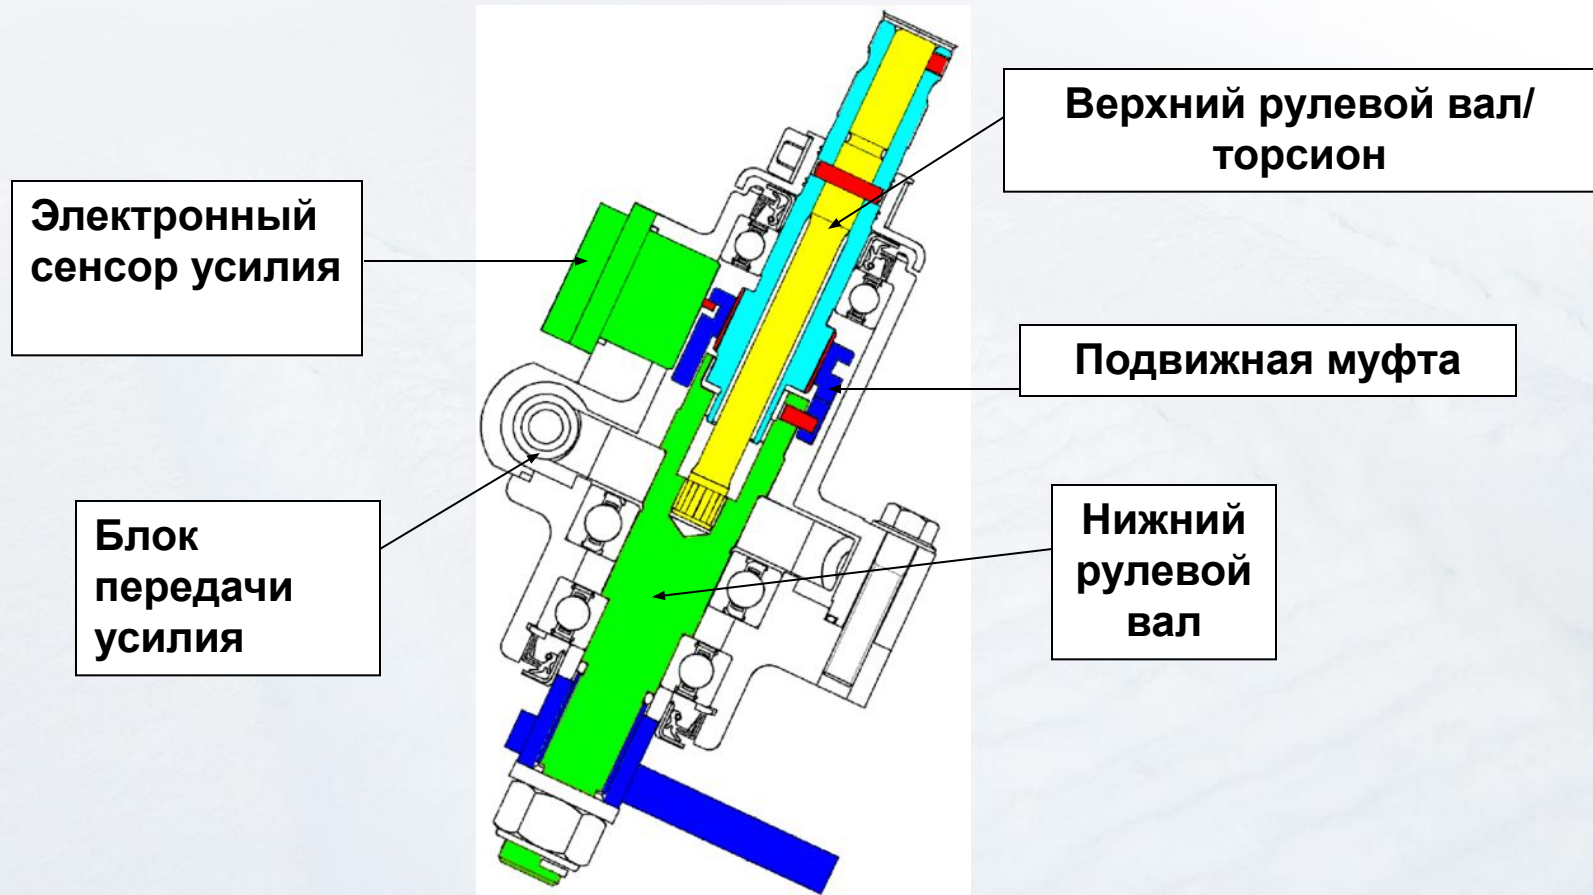 Верхний рулевой вал/
торсион
Электронный
сенсор усилия
Подвижная муфта
Блок
передачи
усилия
Нижний
рулевой
вал